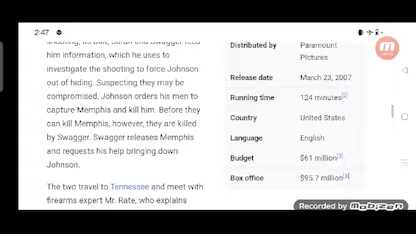 2:47
shooting, its built, Sarah and Swagger feed
him information, which he uses to
investigate the shooting to force Johnson
out of hiding. Suspecting they may be
compromised, Johnson orders his men to
capture Memphis and kill him. Before they
can kill Memphis, however, they are killed
by Swagger. Swagger releases Memphis
and requests his help bringing down
Johnson.
The two travel to Tennessee and meet with
firearms expert Mr. Rate, who explains
Distributed by Paramount
Pictures
Release date March 23, 2007
Running time 124 minutes[2]
Country United States
Language English
Budget $61 million[3]
Box office $95.7 million[3]
Recorded by Mobizen